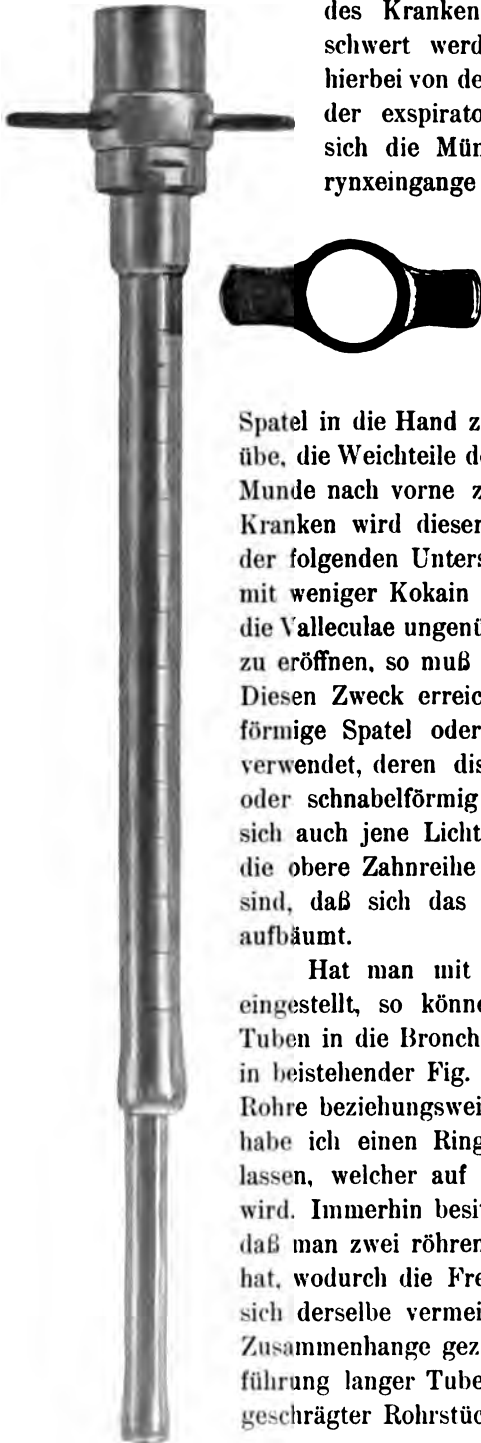 des Kranken
schwert werd
hierbei von de
der exspirato
sich die Mün
rynxeingange
Spatel in die Hand z
übe, die Weichteile d
Munde nach vorne z
Kranken wird dieser
der folgenden Unters
mit weniger Kokain
die Valleculae ungenü
zu eröffnen, so muß
Diesen Zweck erreic
förmige Spatel oder
verwendet, deren dis
oder schnabelförmig
sich auch jene Licht
die obere Zahnreihe
sind, daß sich das
aufbäumt.
Hat man mit
eingestellt, so könne
Tuben in die Bronch
in beistehender Fig.
Rohre beziehungswei
habe ich einen Ring
lassen, welcher auf
wird. Immerhin besit
daß man zwei röhren
hat, wodurch die Fre
sich derselbe vermei
Zusammenhange gez
führung langer Tube
geschrägter Rohrstüc